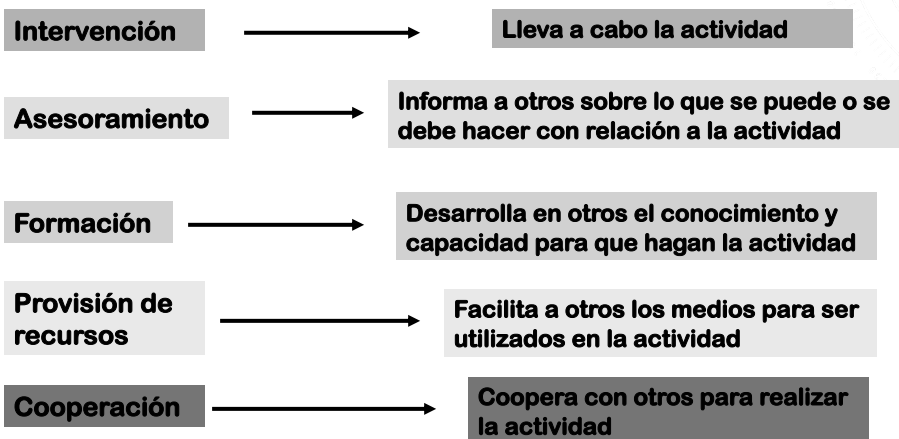 Intervención
Lleva a cabo la actividad
Asesoramiento
Informa a otros sobre lo que se puede o se
debe hacer con relación a la actividad
Formación
Desarrolla en otros el conocimiento y
capacidad para que hagan la actividad
Provisión de
recursos
Facilita a otros los medios para ser
utilizados en la actividad
Cooperación
Coopera con otros para realizar
la actividad